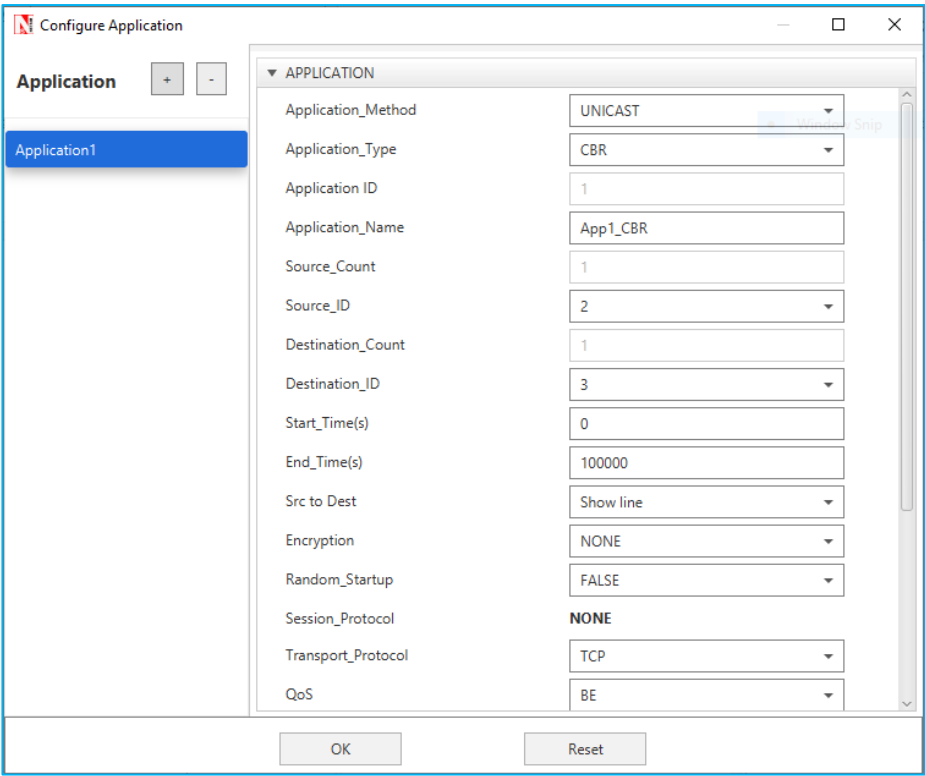 Configure Application
Application + -
Application1
APPLICATION
Application_Method UNICAST
Window Snip
Application_Type CBR
Application ID 1
Application_Name App1_CBR
Source_Count 1
Source_ID 2
Destination_Count 1
Destination_ID 3
Start_Time(s) 0
End_Time(s) 100000
Src to Dest Show line
Encryption NONE
Random_Startup FALSE
Session_Protocol NONE
Transport_Protocol TCP
QoS BE
OK Reset